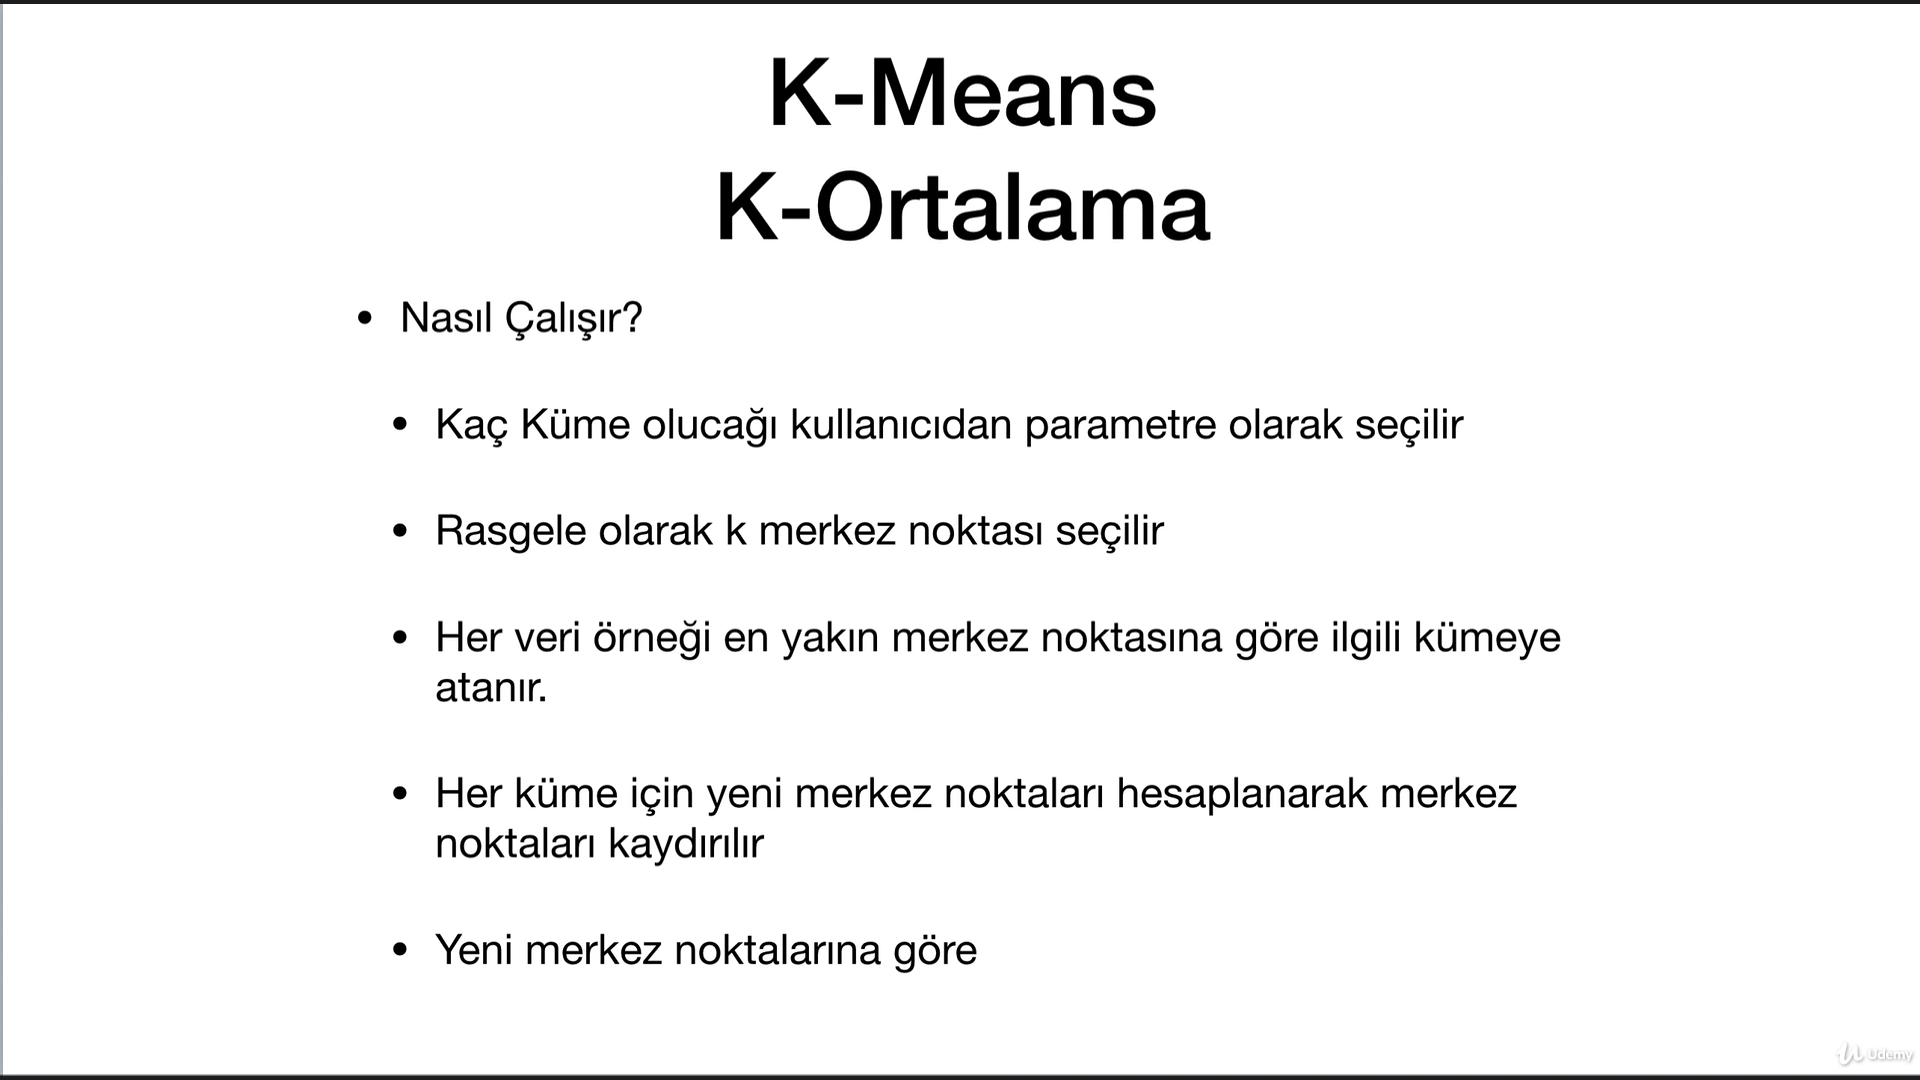 K-Means
K-Ortalama
• Nasıl Çalışır?
• Kaç Küme olucağı kullanıcıdan parametre olarak seçilir
• Rasgele olarak k merkez noktası seçilir
• Her veri örneği en yakın merkez noktasına göre ilgili kümeye
atanır.
• Her küme için yeni merkez noktaları hesaplanarak merkez
noktaları kaydırılır
• Yeni merkez noktalarına göre
Udemy